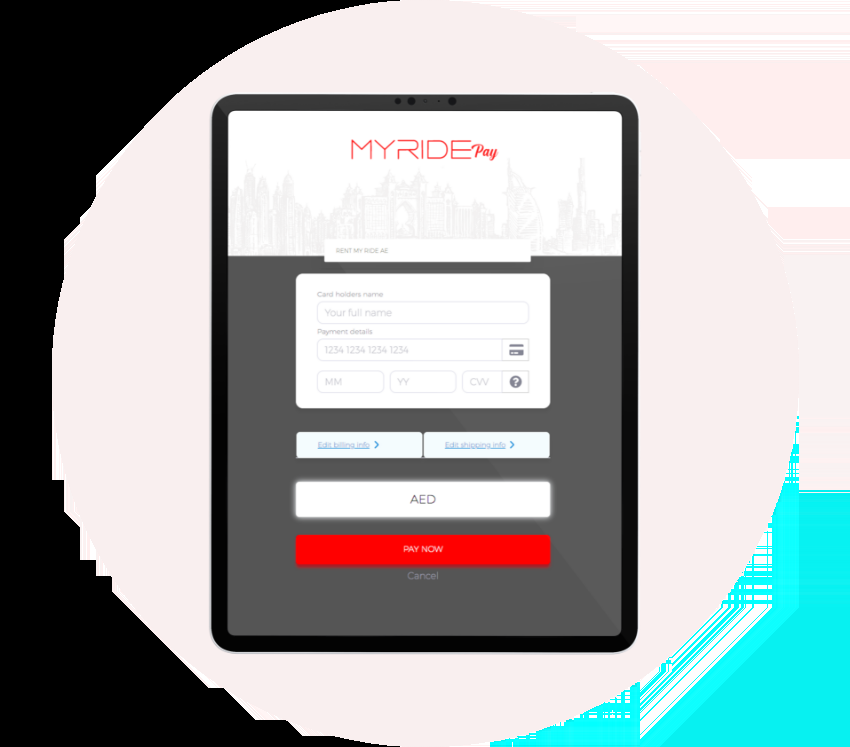 MYRIDE Pay
RENT MY RIDE AE
Card holders name
Your full name
Payment details
1234 1234 1234 1234
MM YY CVV ?
Edit billing info Edit shipping info
AED
PAY NOW
Cancel